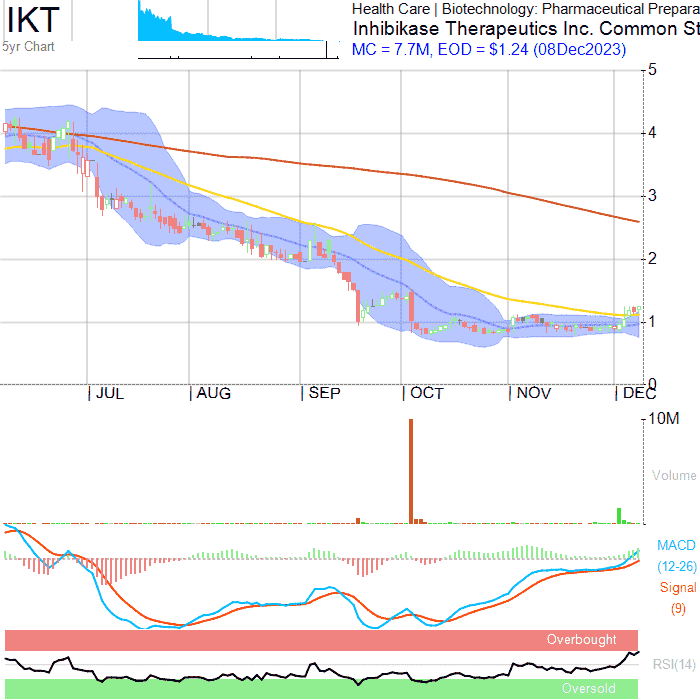 IKT
5yr Chart
Health Care | Biotechnology: Pharmaceutical Prepara
Inhibikase Therapeutics Inc. Common St
MC = 7.7M, EOD = $1.24 (08Dec2023)
5
4
3
2
1
0
JUL
AUG
SEP
OCT
NOV
DEC
10M
Volume
MACD
(12-26)
Signal
(9)
Overbought
RSI(14)
Oversold